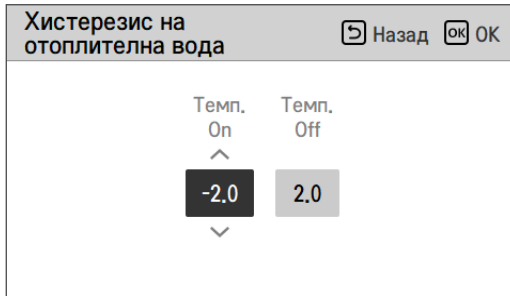 Хистерезис на
отоплителна вода
Назад OK OK
Темп. Темп.
On Off
-2.0 2.0